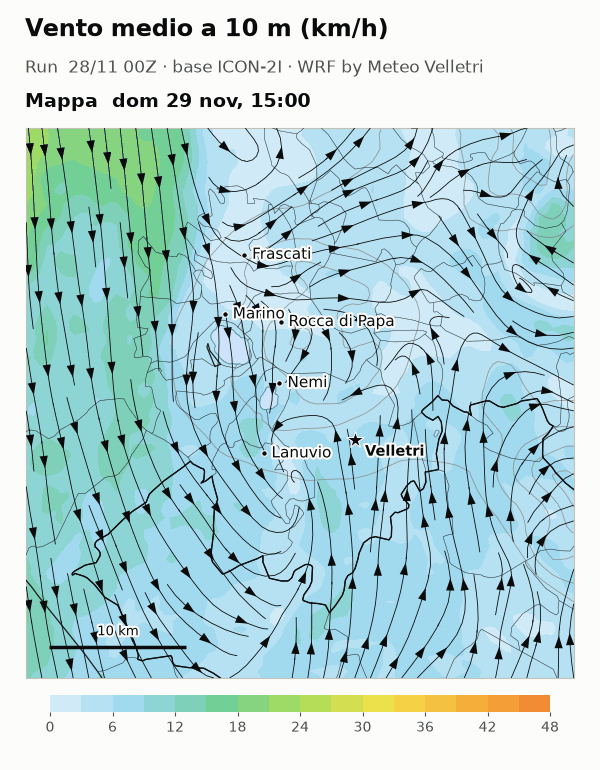 Vento medio a 10 m (km/h)
Run 28/11 00Z · base ICON-2I · WRF by Meteo Velletri
Mappa dom 29 nov, 15:00
Frascati
Marino
Rocca di Papa
Nemi
Velletri
Lanuvio
10 km
0 6 12 18 24 30 36 42 48